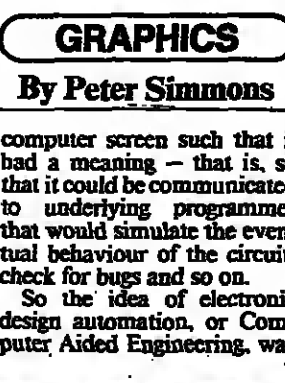 GRAPHICS
By Peter Simmons
computer screen such that
bad a meaning — that is, s
that it could be communicate
to underlying programme
that would simulate the even
tual behaviour of the circuit
check for bugs and so on.
So the idea of electroni
design automation, or Com
puter Aided Engineering, wa